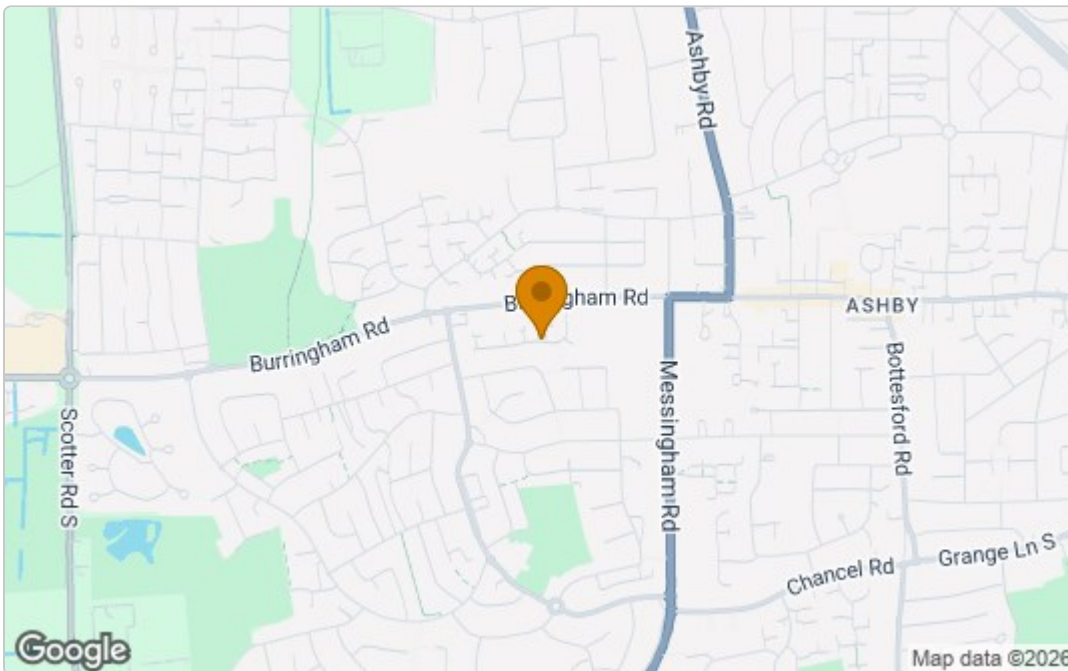 Ashby Rd
Burringham Rd
ASHBY
Burringham Rd
Bottesford Rd
Messingham Rd
Scotter Rd S
Grange Ln S
Chancel Rd
Google
Map data ©2026